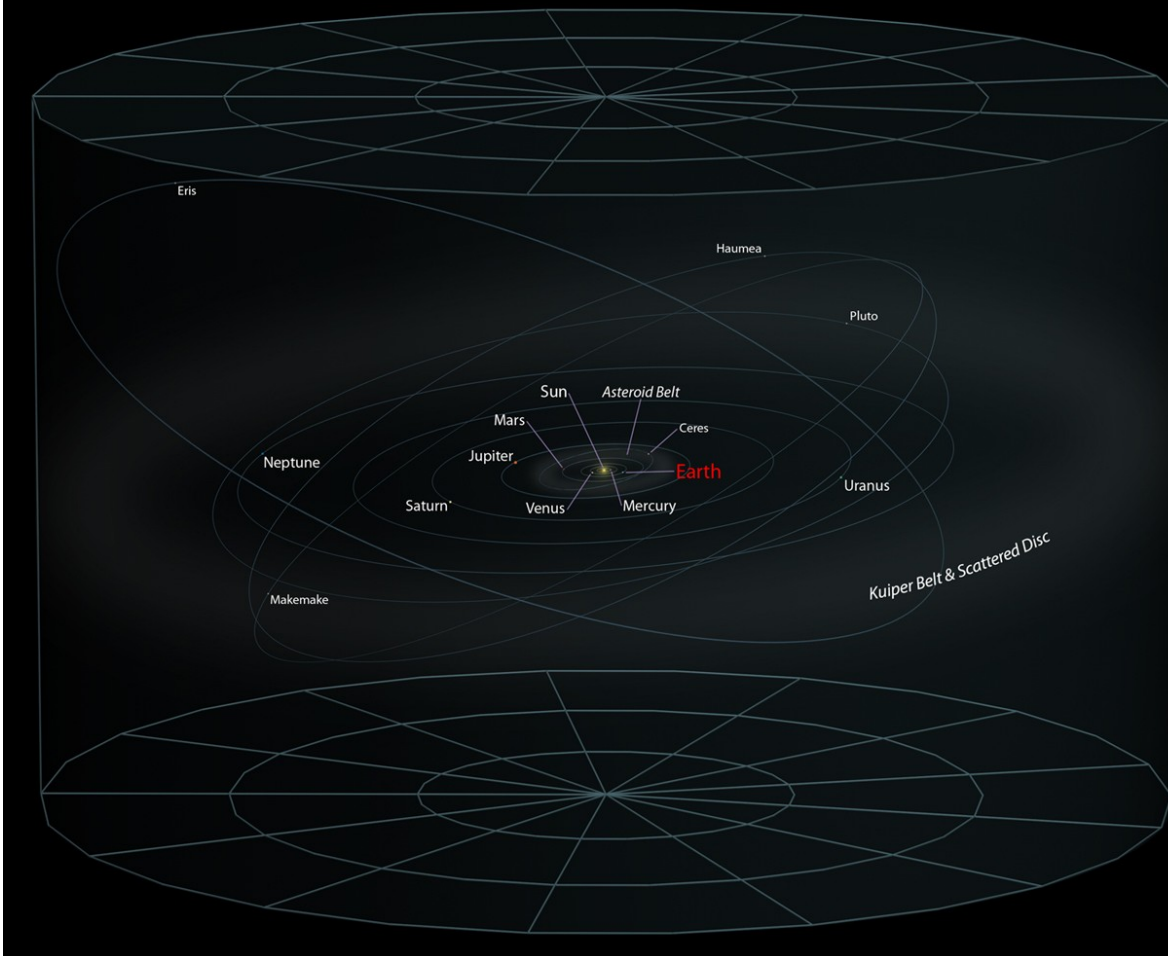 Eris
Haumea
Pluto
Sun
Asteroid Belt
Mars
Ceres
Jupiter
Neptune
Earth
Uranus
Saturn
Venus
Mercury
Kuiper Belt & Scattered Disc
Makemake